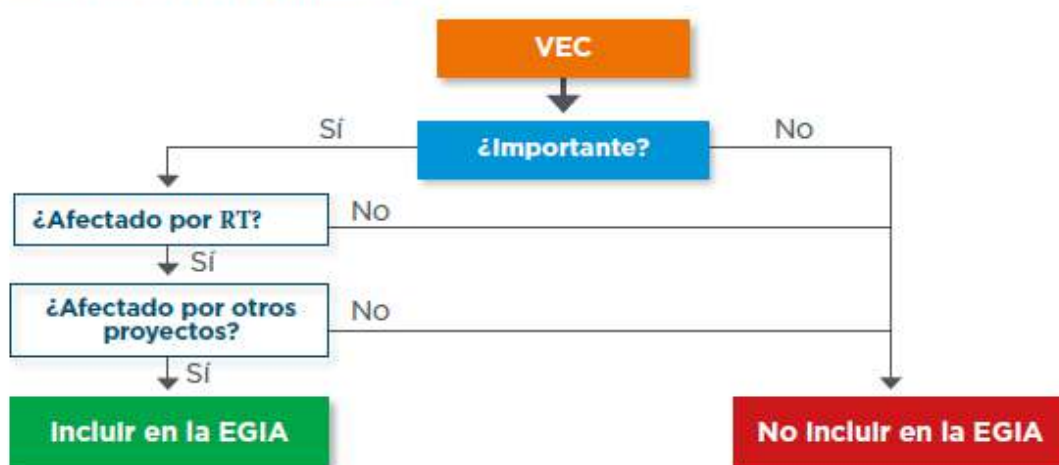 VEC
Sí
¿Importante?
No
¿Afectado por RT?
No
Sí
¿Afectado por otros
proyectos?
No
Sí
Incluir en la EGIA
No Incluir en la EGIA